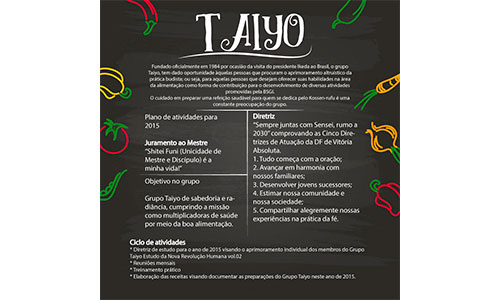 TAIYO
Fundado oficialmente em 1984 por ocasião da visita do presidente Ikeda ao Brasil, o grupo
Taiyo, tem dado oportunidade àquelas pessoas que procuram o aprimoramento altruístico da
prática budista; ou seja, para aquelas pessoas que desejam oferecer suas habilidades na área
da alimentação como forma de contribuição para o desenvolvimento de diversas atividades
promovidas pela BSGI.
O cuidado em preparar uma refeição saudável para quem se dedica pelo Kossen-rufu é uma
constante preocupação do grupo.
Plano de atividades para
2015
Juramento ao Mestre
"Shitei Funi (Unicidade de
Mestre e Discípulo) é a
minha vida!"
Objetivo no grupo
Grupo Taiyo de sabedoria e ra-
diância, cumprindo a missão
como multiplicadoras de saúde
por meio da boa alimentação.
Diretriz
"Sempre juntas com Sensei, rumo a
2030" comprovando as Cinco Dire-
trizes de Atuação da DF de Vitória
Absoluta.
1. Tudo começa com a oração;
2. Avançar em harmonia com
nossos familiares;
3. Desenvolver jovens sucessores;
4. Estimar nossa comunidade e
nossa sociedade;
5. Compartilhar alegremente nossas
experiências na prática da fé.
Ciclo de atividades
* Diretriz de estudo para o ano de 2015 visando o aprimoramento individual dos membros do Grupo
Taiyo Estudo da Nova Revolução Humana vol.02
* Reuniões mensais
* Treinamento prático
* Elaboração das receitas visando documentar as preparações do Grupo Taiyo neste ano de 2015.